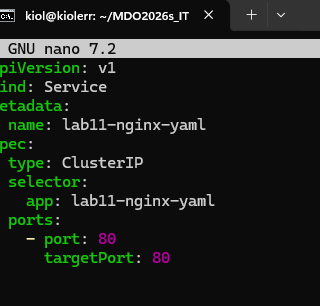 kiol@kiolerr: ~/MDO2026s_IT
GNU nano 7.2
piVersion: v1
ind: Service
etadata:
name: lab11-nginx-yaml
pec:
type: ClusterIP
selector:
app: lab11-nginx-yaml
ports:
- port: 80
targetPort: 80